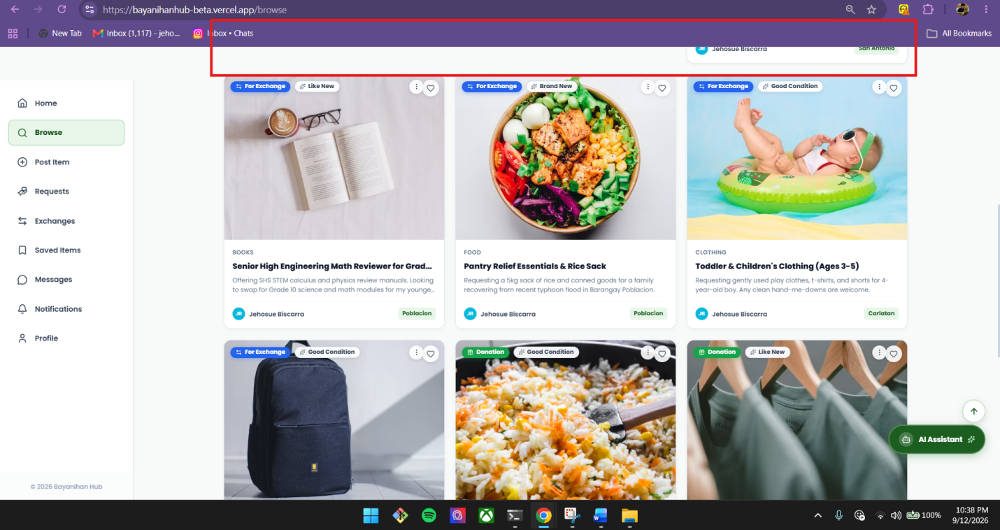 https://bayanihanhub-beta.vercel.app/browse
New Tab
Inbox (1,117) - jeho...
Inbox • Chats
All Bookmarks
JB Jehosue Biscarra San Antonio
Home
Browse
Post Item
Requests
Exchanges
Saved Items
Messages
Notifications
Profile
© 2026 Bayanihan Hub
For Exchange Like New
BOOKS
Senior High Engineering Math Reviewer for Grad...
Offering SHS STEM calculus and physics review manuals. Looking
to swap for Grade 10 science and math modules for my younge...
JB Jehosue Biscarra Poblacion
For Exchange Brand New
FOOD
Pantry Relief Essentials & Rice Sack
Requesting a 5kg sack of rice and canned goods for a family
recovering from recent typhoon flood in Barangay Poblacion.
JB Jehosue Biscarra Poblacion
For Exchange Good Condition
CLOTHING
Toddler & Children's Clothing (Ages 3-5)
Requesting gently used play clothes, t-shirts, and shorts for 4-
year-old boy. Any clean hand-me-downs are welcome.
JB Jehosue Biscarra Carlatan
For Exchange Good Condition
Donation Good Condition
Donation Like New
AI Assistant
100%
10:38 PM
9/12/2026